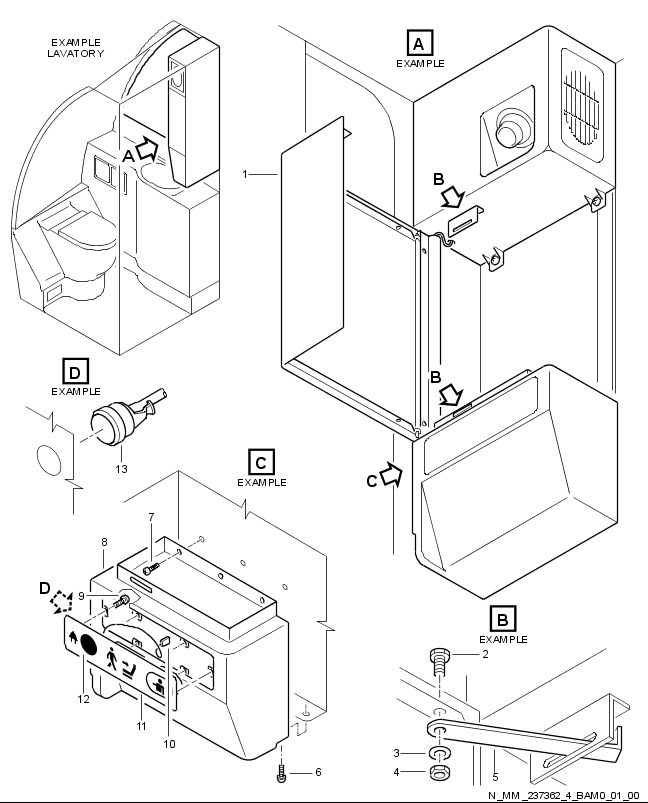 EXAMPLE
LAVATORY
A
A
EXAMPLE
1
B
B
C
D
EXAMPLE
13
C
EXAMPLE
7
8
D
9
12
11
10
6
B
EXAMPLE
2
3
4
5
N_MM_237362_4_BAM0_01_00